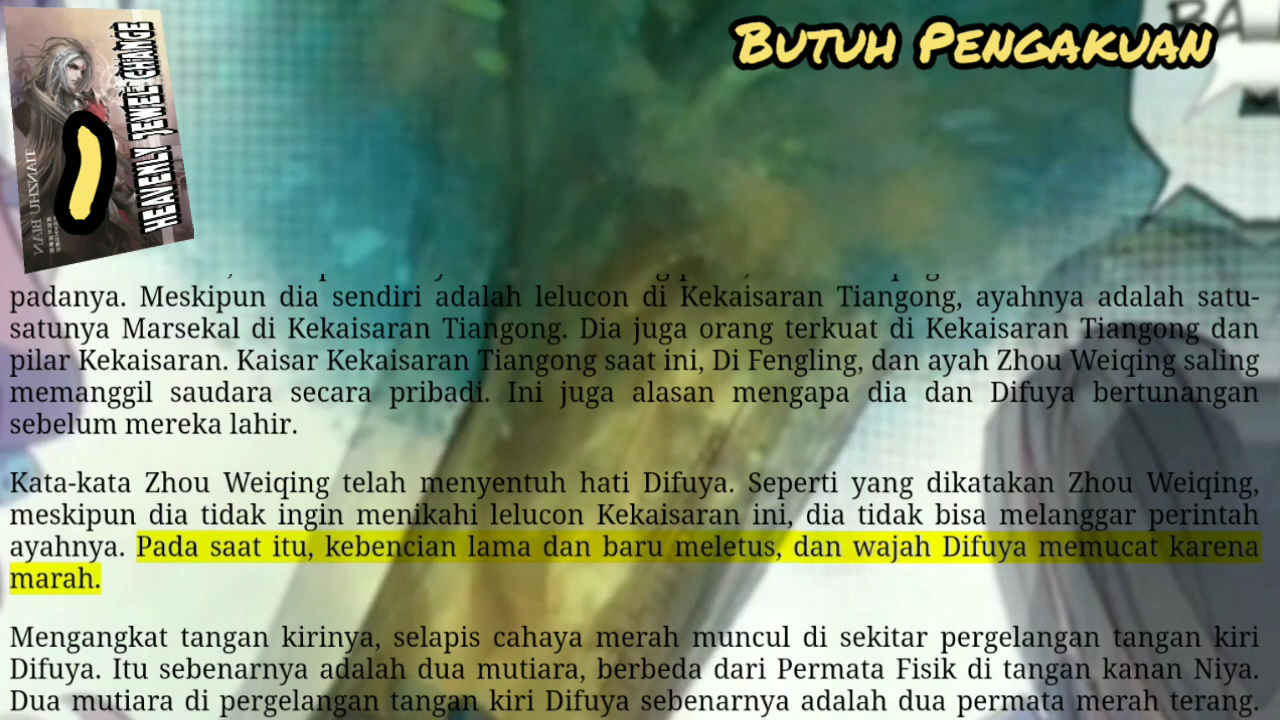 BUTUH PENGAKUAN
HEAVENLY JEWEL CHANGE
TIANZHU BIAN
BA
padanya. Meskipun dia sendiri adalah lelucon di Kekaisaran Tiangong, ayahnya adalah satu-
satunya Marsekal di Kekaisaran Tiangong. Dia juga orang terkuat di Kekaisaran Tiangong dan
pilar Kekaisaran. Kaisar Kekaisaran Tiangong saat ini, Di Fengling, dan ayah Zhou Weiqing saling
memanggil saudara secara pribadi. Ini juga alasan mengapa dia dan Difuya bertunangan
sebelum mereka lahir.
Kata-kata Zhou Weiqing telah menyentuh hati Difuya. Seperti yang dikatakan Zhou Weiqing,
meskipun dia tidak ingin menikahi lelucon Kekaisaran ini, dia tidak bisa melanggar perintah
ayahnya. Pada saat itu, kebencian lama dan baru meletus, dan wajah Difuya memucat karena
marah.
Mengangkat tangan kirinya, selapis cahaya merah muncul di sekitar pergelangan tangan kiri
Difuya. Itu sebenarnya adalah dua mutiara, berbeda dari Permata Fisik di tangan kanan Niya.
Dua mutiara di pergelangan tangan kiri Difuya sebenarnya adalah dua permata merah terang.